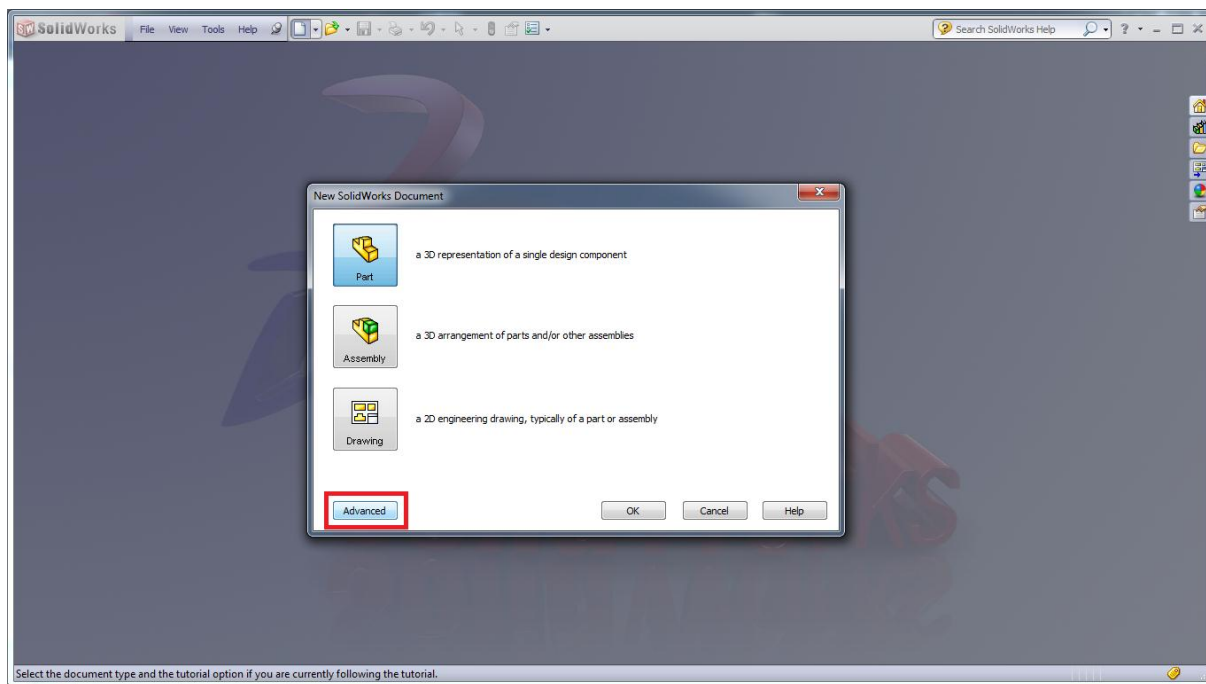 SolidWorks File View Tools Help Search SolidWorks Help ?
New SolidWorks Document
Part
a 3D representation of a single design component
Assembly
a 3D arrangement of parts and/or other assemblies
Drawing
a 2D engineering drawing, typically of a part or assembly
Advanced OK Cancel Help
Select the document type and the tutorial option if you are currently following the tutorial.